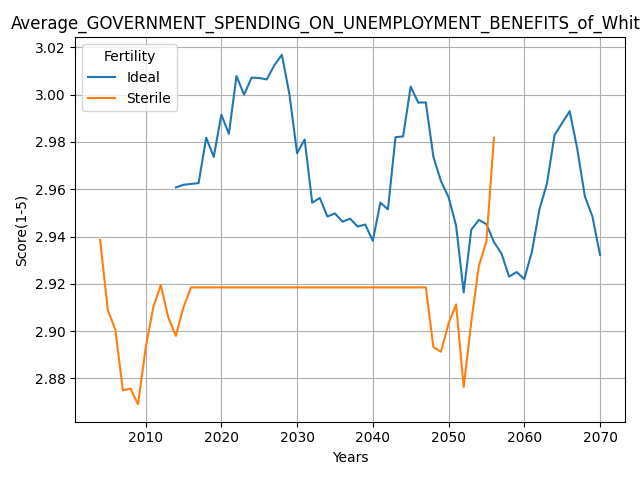 Average_GOVERNMENT_SPENDING_ON_UNEMPLOYMENT_BENEFITS_of_Whit
Fertility
Ideal
Sterile
Score(1-5)
3.02
3.00
2.98
2.96
2.94
2.92
2.90
2.88
2010 2020 2030 2040 2050 2060 2070
Years